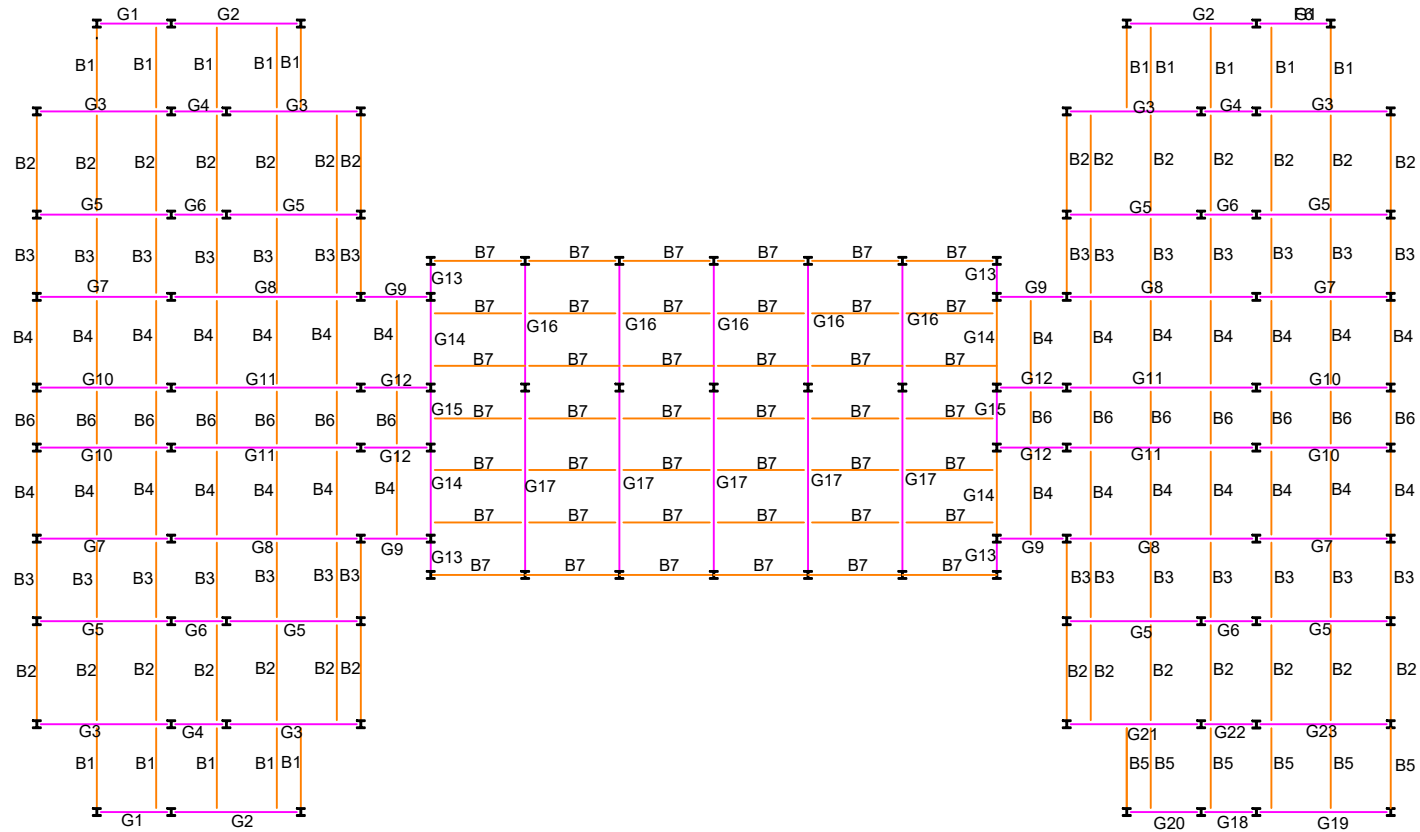 G1 G2 G2 G1
B1 B1 B1 B1 B1 B1 B1 B1 B1 B1
G3 G4 G3 G3 G4 G3
B2 B2 B2 B2 B2 B2 B2 B2 B2 B2 B2 B2 B2 B2
G5 G6 G5 G5 G6 G5
B3 B3 B3 B3 B3 B3 B3 B7 B7 B7 B7 B7 B7 B3 B3 B3 B3 B3 B3 B3
G13 G13
G7 G8 G9 G9 G8 G7
B7 B7 B7 B7 B7 B7
G16 G16 G16 G16 G16
B4 B4 B4 B4 B4 B4 B4 G14 G14 B4 B4 B4 B4 B4 B4 B4
B7 B7 B7 B7 B7 B7
G10 G11 G12 G12 G11 G10
G15 B7 B7 B7 B7 B7 B7 G15
B6 B6 B6 B6 B6 B6 B6 B6 B6 B6 B6 B6 B6 B6
G10 G11 G12 G12 G11 G10
B7 B7 B7 B7 B7 B7
G14 G17 G17 G17 G17 G17 G14
B4 B4 B4 B4 B4 B4 B4 B4 B4 B4 B4 B4 B4 B4
B7 B7 B7 B7 B7 B7
G7 G8 G9 G9 G8 G7
G13 G13
B7 B7 B7 B7 B7 B7
B3 B3 B3 B3 B3 B3 B3 B3 B3 B3 B3 B3 B3 B3
G5 G6 G5 G5 G6 G5
B2 B2 B2 B2 B2 B2 B2 B2 B2 B2 B2 B2 B2 B2
G3 G4 G3 G21 G22 G23
B1 B1 B1 B1 B1 B5 B5 B5 B5 B5 B5
G1 G2 G20 G18 G19